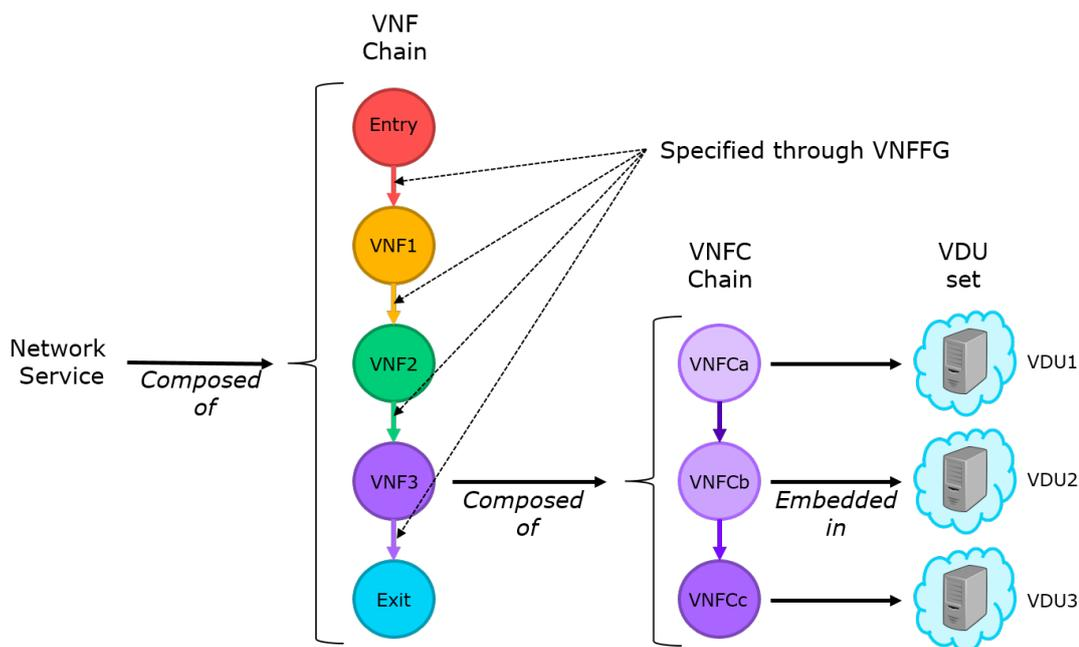 VNF
Chain
Entry
Specified through VNFFG
VNF1
VNFC
Chain
VDU
set
Network
Service
Composed
of
VNF2
VNFCa
VDU1
VNF3
Composed
of
VNFCb
Embedded
in
VDU2
Exit
VNFCc
VDU3